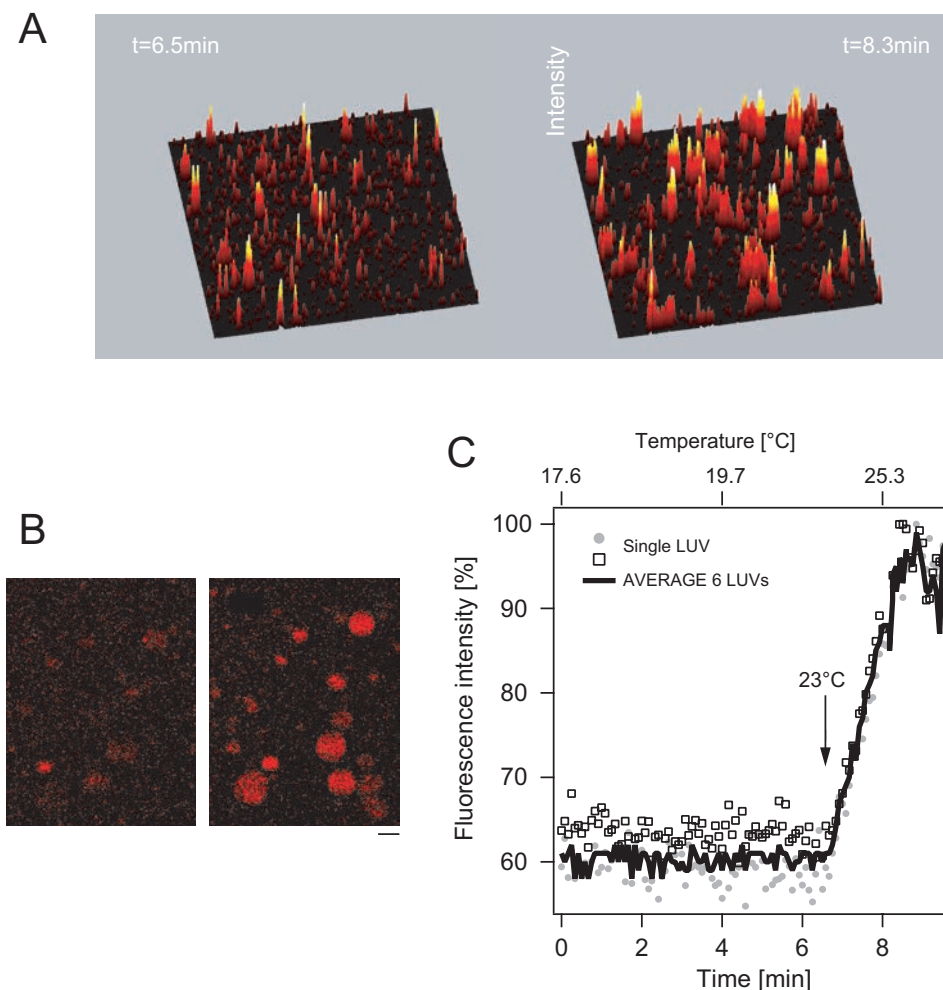 A
t=6.5min
Intensity
t=8.3min
B
C
Temperature [°C]
17.6 19.7 25.3
Fluorescence intensity [%]
100
90
80
70
60
Single LUV
AVERAGE 6 LUVs
23°C
0 2 4 6 8
Time [min]